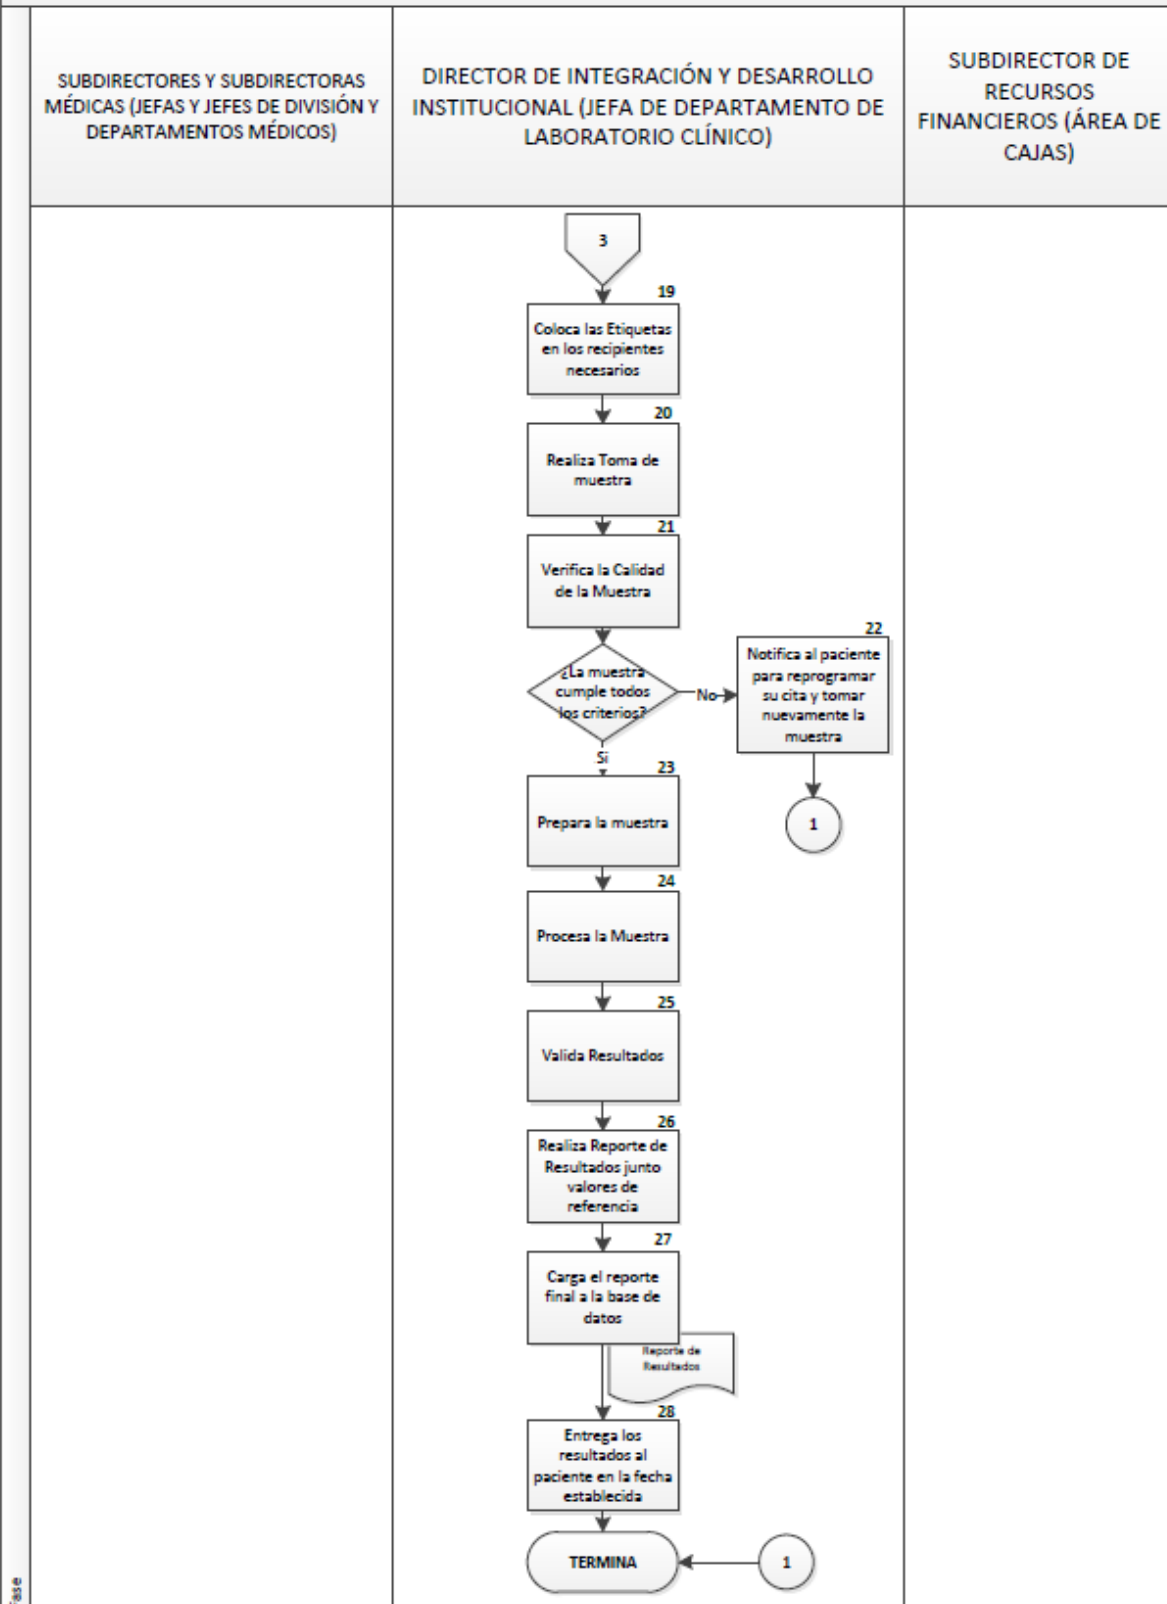 SUBDIRECTORES Y SUBDIRECTORAS
MÉDICAS (JEFAS Y JEFES DE DIVISIÓN Y
DEPARTAMENTOS MÉDICOS)
DIRECTOR DE INTEGRACIÓN Y DESARROLLO
INSTITUCIONAL (JEFA DE DEPARTAMENTO DE
LABORATORIO CLÍNICO)
SUBDIRECTOR DE
RECURSOS
FINANCIEROS (ÁREA DE
CAJAS)
3
19
Coloca las Etiquetas
en los recipientes
necesarios
20
Realiza Toma de
muestra
21
Verifica la Calidad
de la Muestra
¿La muestra
cumple todos
los criterios?
No
22
Notifica al paciente
para reprogramar
su cita y tomar
nuevamente la
muestra
1
Si
23
Prepara la muestra
24
Procesa la Muestra
25
Valida Resultados
26
Realiza Reporte de
Resultados junto
valores de
referencia
27
Carga el reporte
final a la base de
datos
Reporte de
Resultados
28
Entrega los
resultados al
paciente en la fecha
establecida
TERMINA
1
Fase